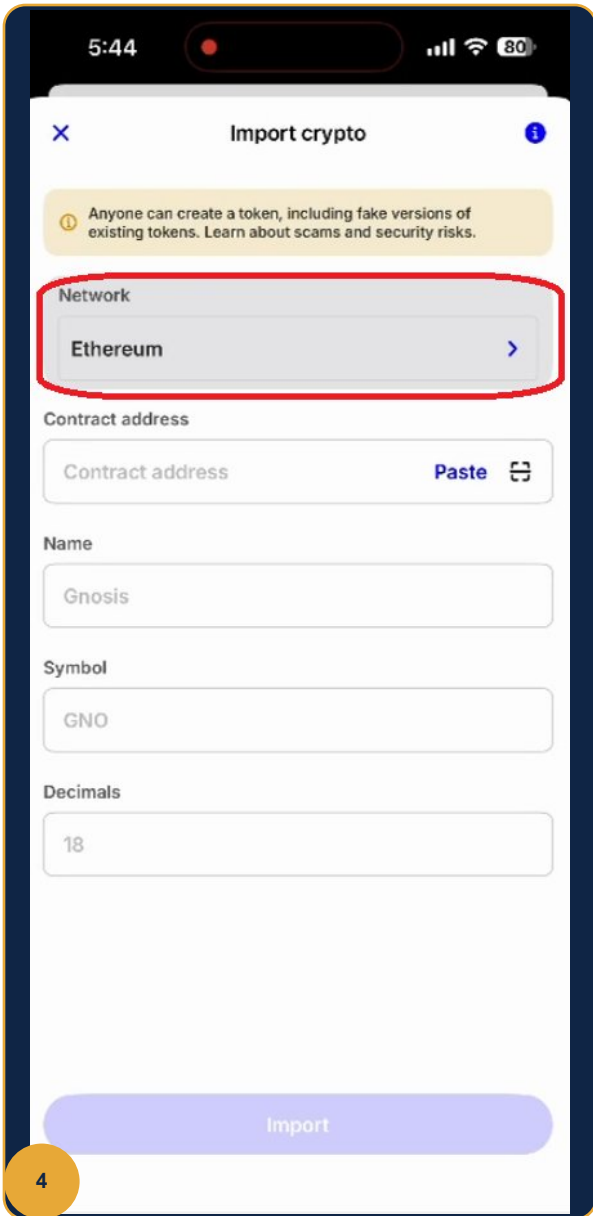 5:44
80
Import crypto
Anyone can create a token, including fake versions of
existing tokens. Learn about scams and security risks.
Network
Ethereum
Contract address
Contract address Paste
Name
Gnosis
Symbol
GNO
Decimals
18
Import
4